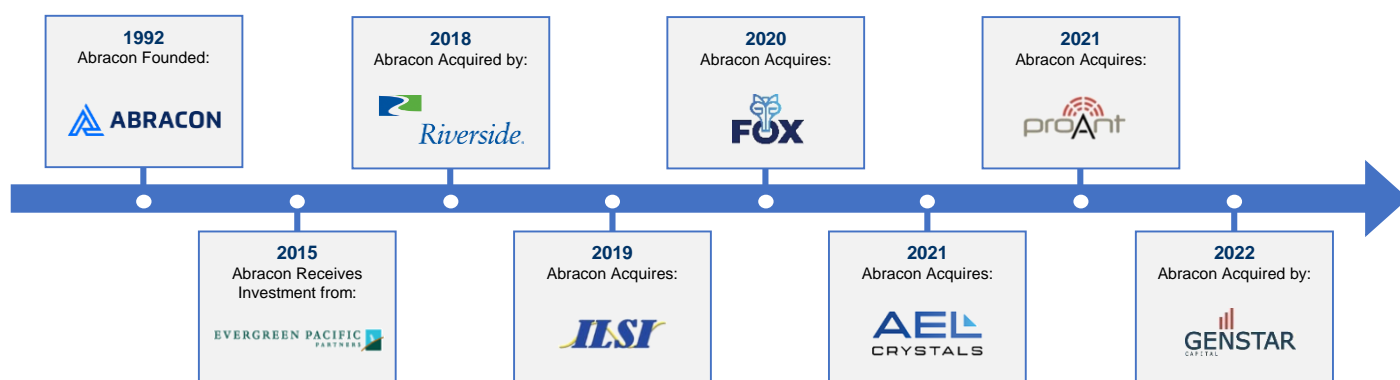 1992
Abracon Founded:
ABRACON
2015
Abracon Receives
Investment from:
EVERGREEN PACIFIC
PARTNERS
2018
Abracon Acquired by:
Riverside.
2019
Abracon Acquires:
ILSI
2020
Abracon Acquires:
FOX
2021
Abracon Acquires:
AEL
CRYSTALS
2021
Abracon Acquires:
proAnt
2022
Abracon Acquired by:
GENSTAR
CAPITAL